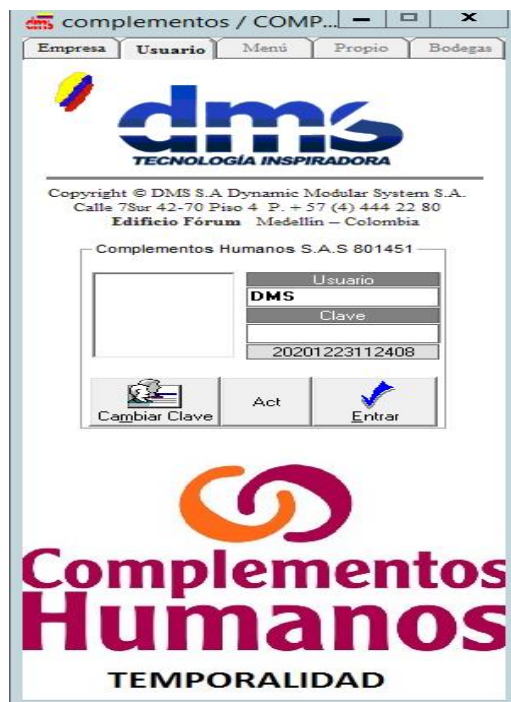 complementos / COMP...
Empresa Usuario Menú Propio Bodegas
dms
TECNOLOGÍA INSPIRADORA
Copyright © DMS S.A Dynamic Modular System S.A.
Calle 7Sur 42-70 Piso 4 P. + 57 (4) 444 22 80
Edificio Fórum Medellín – Colombia
Complementos Humanos S.A.S 801451
Usuario
DMS
Clave
20201223112408
Cambiar Clave Act Entrar
Complementos
Humanos
TEMPORALIDAD